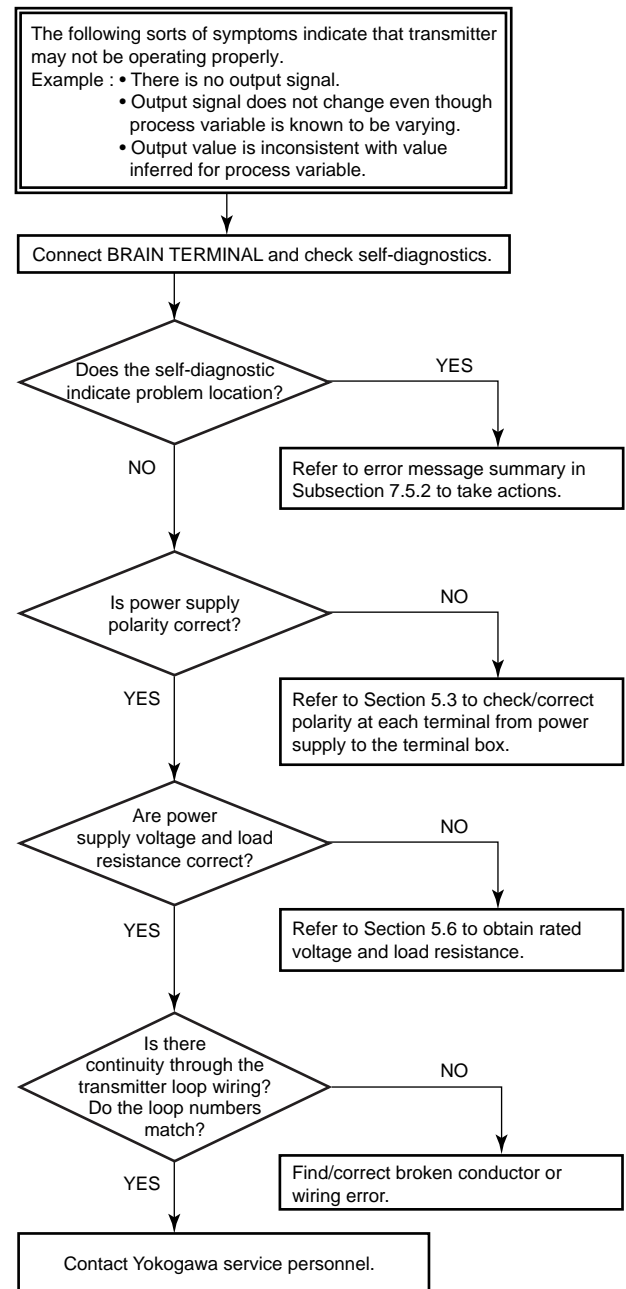 The following sorts of symptoms indicate that transmitter
may not be operating properly.
Example : • There is no output signal.
• Output signal does not change even though
process variable is known to be varying.
• Output value is inconsistent with value
inferred for process variable.
Connect BRAIN TERMINAL and check self-diagnostics.
Does the self-diagnostic
indicate problem location?
YES
NO
Refer to error message summary in
Subsection 7.5.2 to take actions.
Is power supply
polarity correct?
NO
YES
Refer to Section 5.3 to check/correct
polarity at each terminal from power
supply to the terminal box.
Are power
supply voltage and load
resistance correct?
NO
YES
Refer to Section 5.6 to obtain rated
voltage and load resistance.
Is there
continuity through the
transmitter loop wiring?
Do the loop numbers
match?
NO
YES
Find/correct broken conductor or
wiring error.
Contact Yokogawa service personnel.